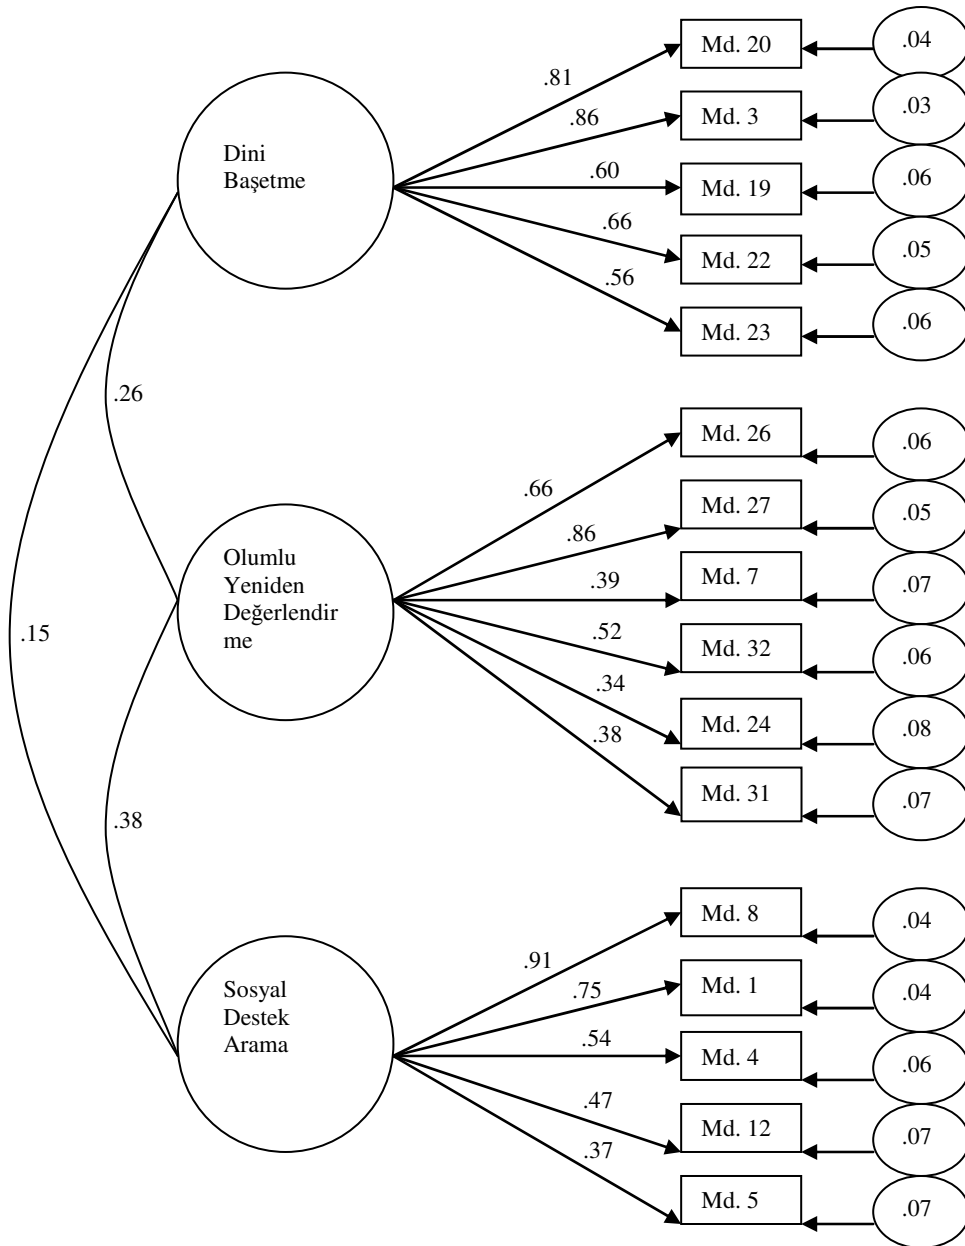 .04
Md. 20
.81
.03
Md. 3
.86
Dini
Başetme
.60
Md. 19
.06
.66
Md. 22
.05
.56
Md. 23
.06
.26
Md. 26
.06
.66
Md. 27
.05
.86
Olumlu
Yeniden
Değerlendir
me
.39
Md. 7
.07
.15
.52
Md. 32
.06
.34
Md. 24
.08
.38
Md. 31
.07
.38
Md. 8
.04
.91
.75
Md. 1
.04
Sosyal
Destek
Arama
.54
Md. 4
.06
.47
Md. 12
.07
.37
Md. 5
.07